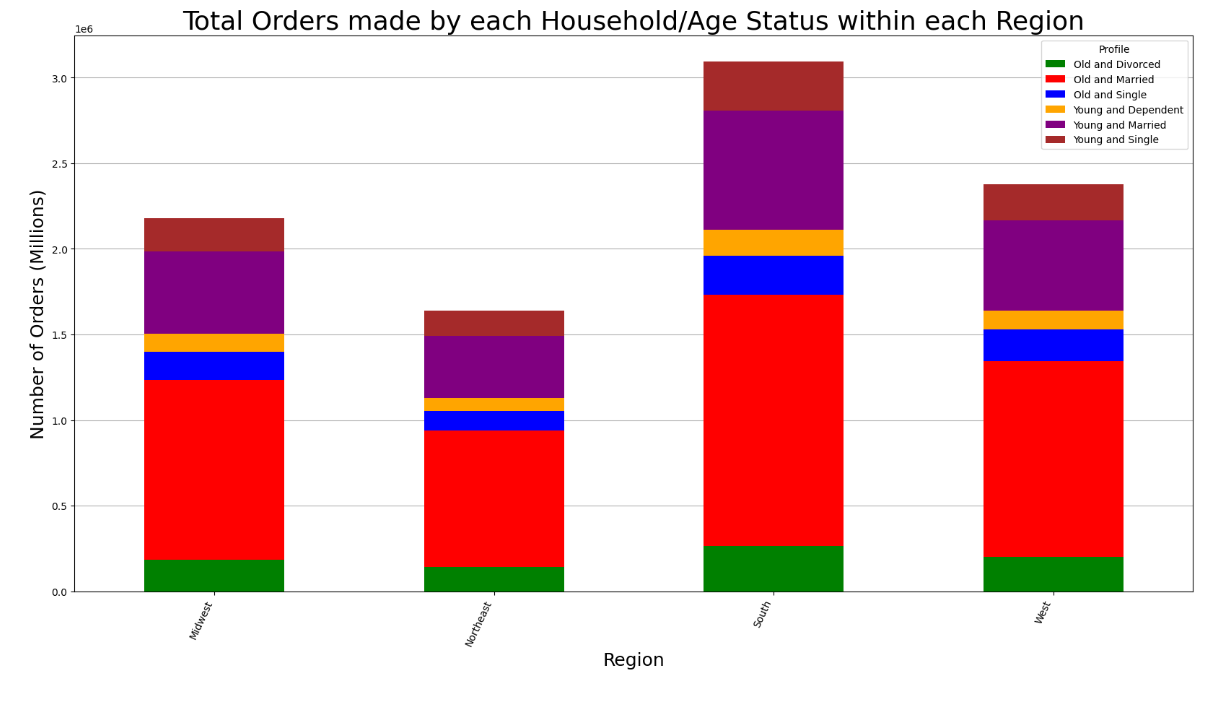 Total Orders made by each Household/Age Status within each Region
1e6
Profile
Old and Divorced
Old and Married
Old and Single
Young and Dependent
Young and Married
Young and Single
Number of Orders (Millions)
3.0
2.5
2.0
1.5
1.0
0.5
0.0
Midwest
Northeast
South
West
Region